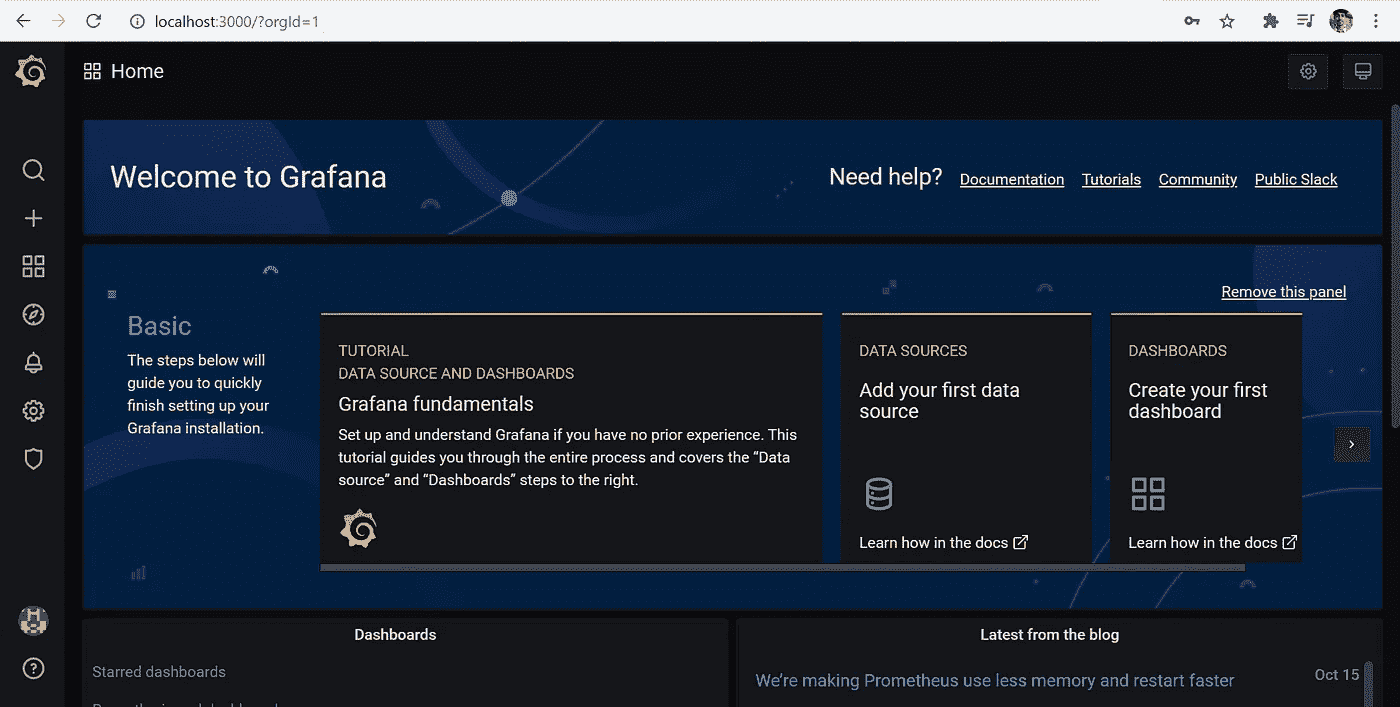 localhost:3000/?orgId=1
Home
Welcome to Grafana
Need help? Documentation Tutorials Community Public Slack
Remove this panel
Basic
The steps below will
guide you to quickly
finish setting up your
Grafana installation.
TUTORIAL
DATA SOURCE AND DASHBOARDS
Grafana fundamentals
Set up and understand Grafana if you have no prior experience. This
tutorial guides you through the entire process and covers the “Data
source” and “Dashboards” steps to the right.
DATA SOURCES
Add your first data
source
Learn how in the docs
DASHBOARDS
Create your first
dashboard
Learn how in the docs
Dashboards
Starred dashboards
Latest from the blog
We’re making Prometheus use less memory and restart faster
Oct 15